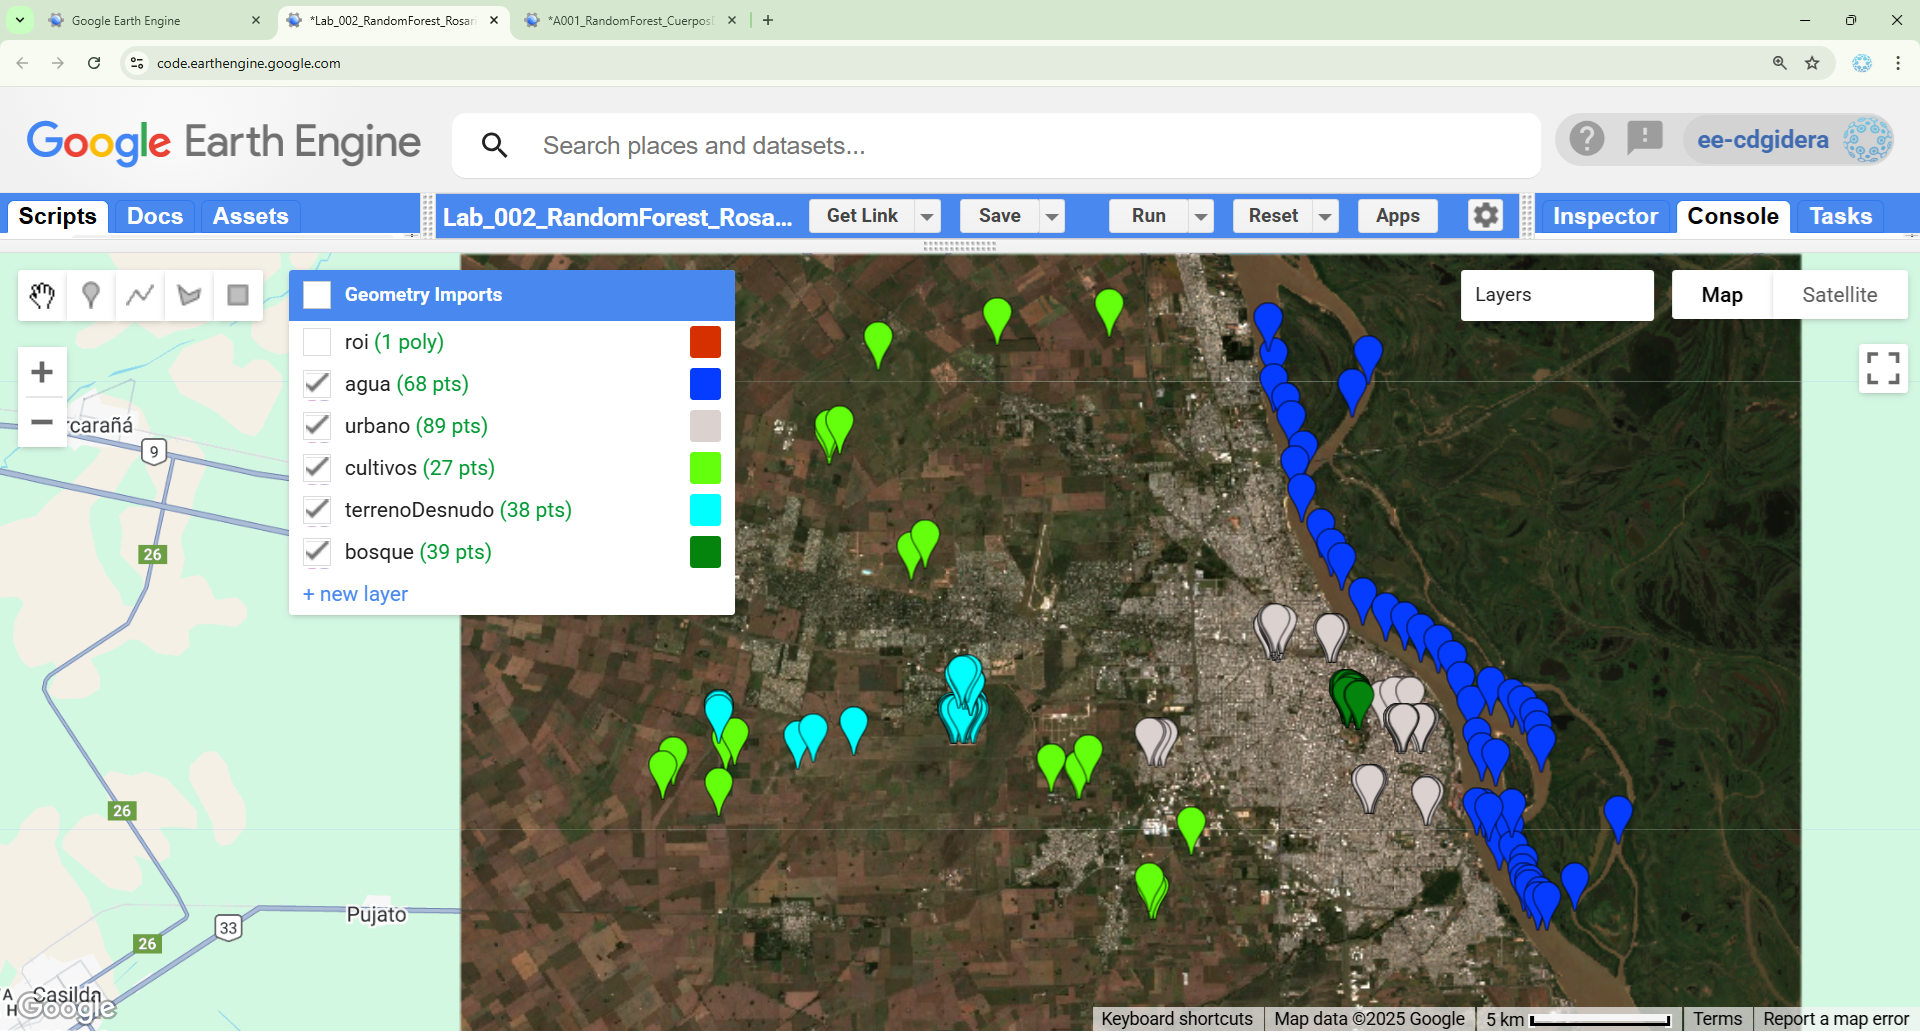 Google Earth Engine
*Lab_002_RandomForest_Rosari
*A001_RandomForest_Cuerpos
code.earthengine.google.com
Google Earth Engine
Search places and datasets...
ee-cdgidera
Scripts
Docs
Assets
Lab_002_RandomForest_Rosa...
Get Link
Save
Run
Reset
Apps
Inspector
Console
Tasks
Geometry Imports
roi (1 poly)
agua (68 pts)
urbano (89 pts)
cultivos (27 pts)
terrenoDesnudo (38 pts)
bosque (39 pts)
+ new layer
Layers
Map
Satellite
rcarañá
9
26
26
Pujato
33
26
Casilda
A
H
Google
Keyboard shortcuts
Map data ©2025 Google
5 km
Terms
Report a map error